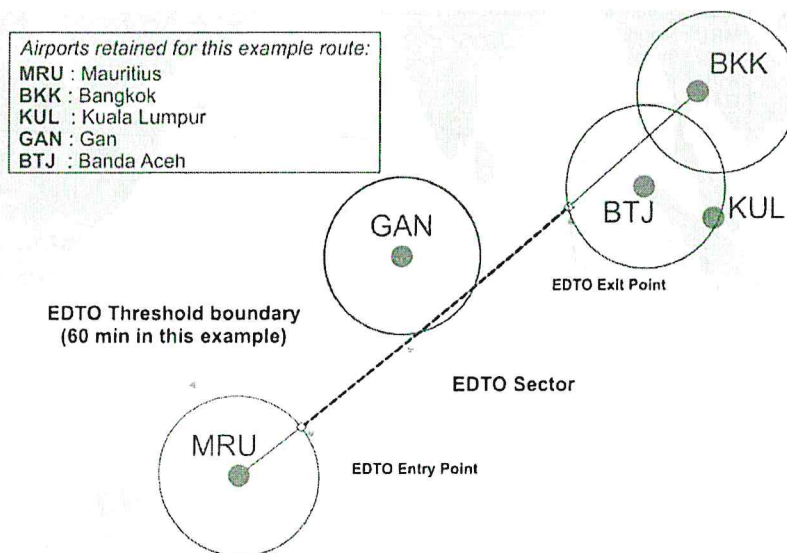 Airports retained for this example route:
MRU : Mauritius
BKK : Bangkok
KUL : Kuala Lumpur
GAN : Gan
BTJ : Banda Aceh
BKK
BTJ
KUL
GAN
EDTO Exit Point
EDTO Threshold boundary
(60 min in this example)
EDTO Sector
MRU
EDTO Entry Point